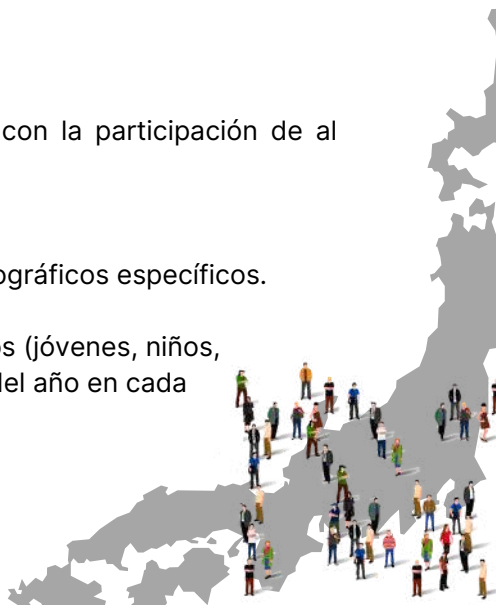 con la participación de al
ográficos específicos.
s (jóvenes, niños,
del año en cada